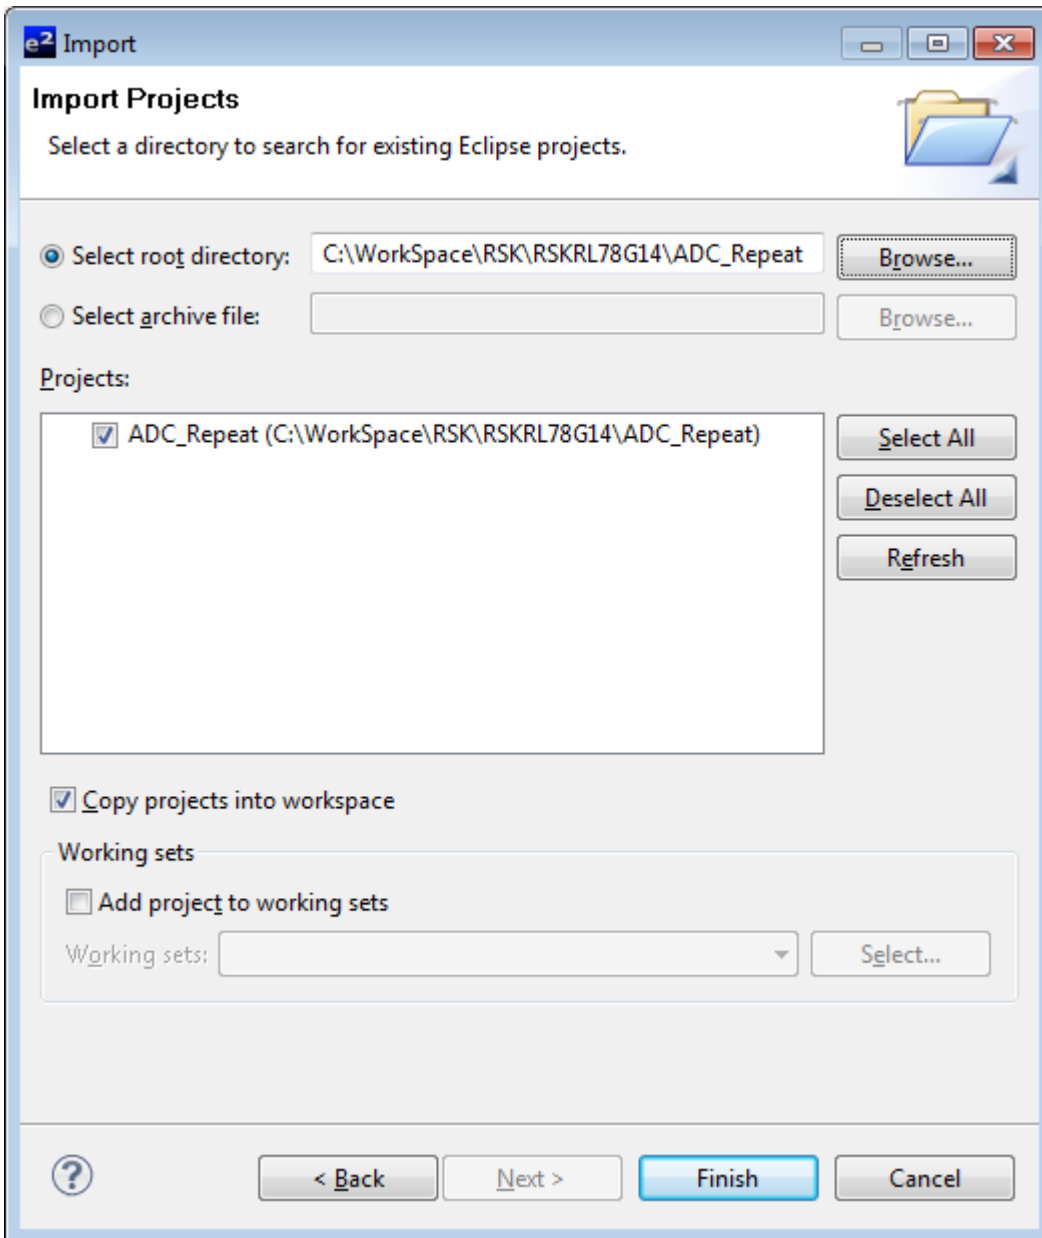 e² Import
Import Projects
Select a directory to search for existing Eclipse projects.
Select root directory: C:\WorkSpace\RSK\RSKRL78G14\ADC_Repeat Browse...
Select archive file: Browse...
Projects:
ADC_Repeat (C:\WorkSpace\RSK\RSKRL78G14\ADC_Repeat) Select All
Deselect All
Refresh
Copy projects into workspace
Working sets
Add project to working sets
Working sets: Select...
? < Back Next > Finish Cancel